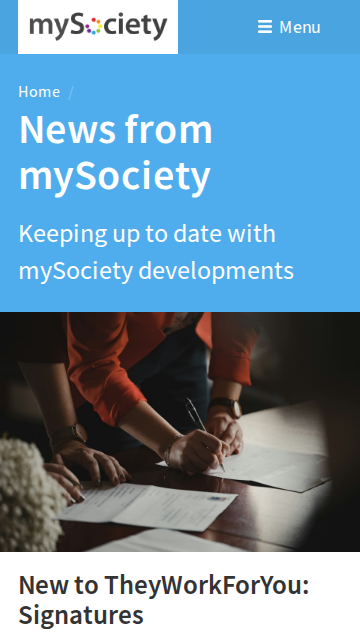 mySociety
Menu
Home /
News from
mySociety
Keeping up to date with
mySociety developments
New to TheyWorkForYou:
Signatures